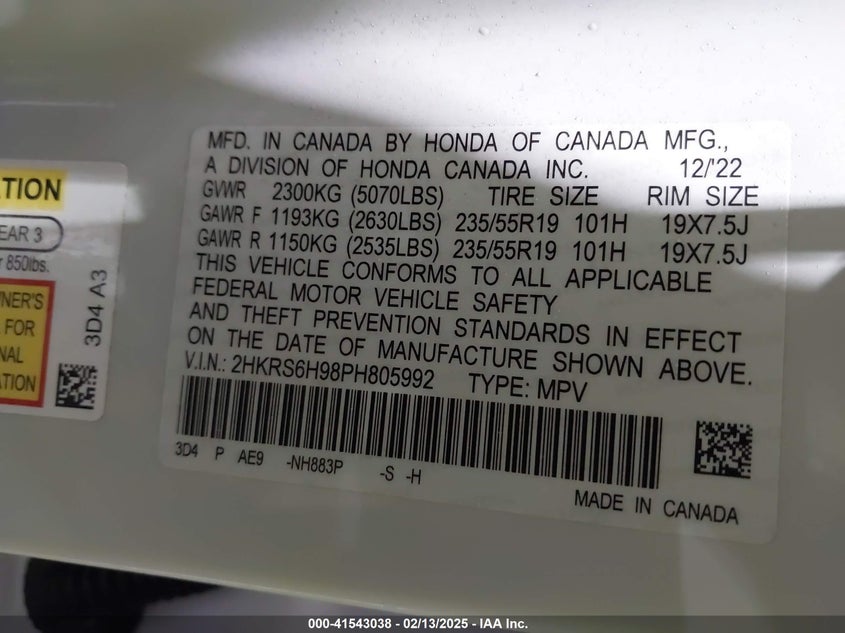 MFD. IN CANADA BY HONDA OF CANADA MFG.,
A DIVISION OF HONDA CANADA INC. 12/'22
GVWR 2300KG (5070LBS) TIRE SIZE RIM SIZE
GAWR F 1193KG (2630LBS) 235/55R19 101H 19X7.5J
GAWR R 1150KG (2535LBS) 235/55R19 101H 19X7.5J
THIS VEHICLE CONFORMS TO ALL APPLICABLE
FEDERAL MOTOR VEHICLE SAFETY
AND THEFT PREVENTION STANDARDS IN EFFECT
ON THE DATE OF MANUFACTURE SHOWN ABOVE.
V.I.N.: 2HKRS6H98PH805992 TYPE: MPV
3D4 P AE9 -NH883P -S -H
MADE IN CANADA
ATION
EAR 3
r 850lbs.
WNER'S
FOR
NAL
ATION
3D4 A3
000-41543038 - 02/13/2025 - IAA Inc.